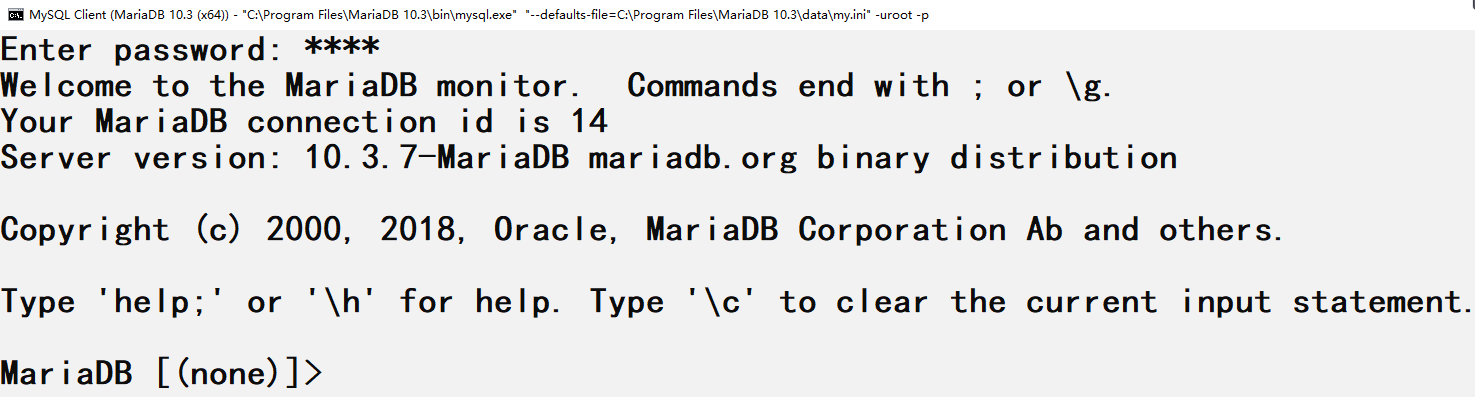 MySQL Client (MariaDB 10.3 (x64)) - "C:\Program Files\MariaDB 10.3\bin\mysql.exe" "--defaults-file=C:\Program Files\MariaDB 10.3\data\my.ini" -uroot -p
Enter password: ****
Welcome to the MariaDB monitor.  Commands end with ; or \g.
Your MariaDB connection id is 14
Server version: 10.3.7-MariaDB mariadb.org binary distribution
Copyright (c) 2000, 2018, Oracle, MariaDB Corporation Ab and others.
Type 'help;' or '\h' for help. Type '\c' to clear the current input statement.
MariaDB [(none)]>